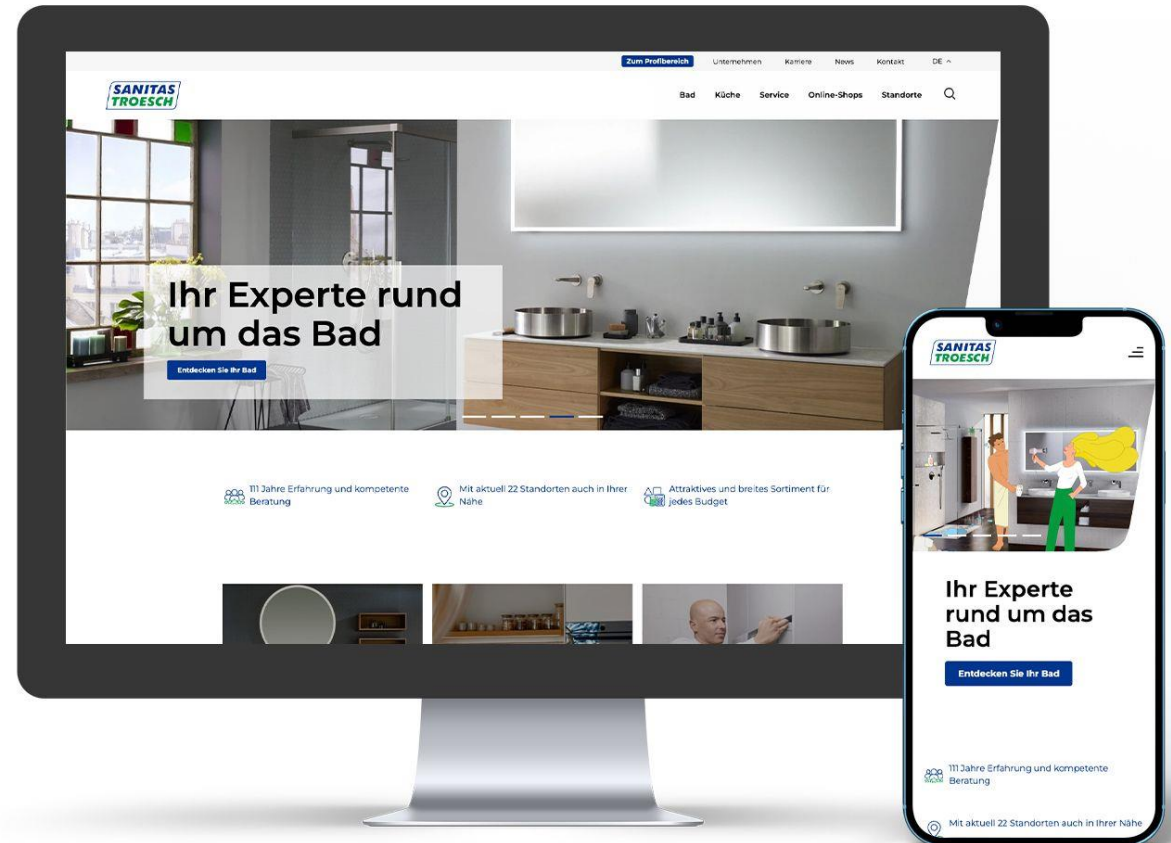 Zum Profibereich Unternehmen Karriere News Kontakt DE
SANITAS
TROESCH
Bad Küche Service Online-Shops Standorte
Ihr Experte rund
um das Bad
Entdecken Sie Ihr Bad
111 Jahre Erfahrung und kompetente
Beratung
Mit aktuell 22 Standorten auch in Ihrer
Nähe
Attraktives und breites Sortiment für
jedes Budget
SANITAS
TROESCH
Ihr Experte
rund um das
Bad
Entdecken Sie Ihr Bad
111 Jahre Erfahrung und kompetente
Beratung
Mit aktuell 22 Standorten auch in Ihrer Nähe